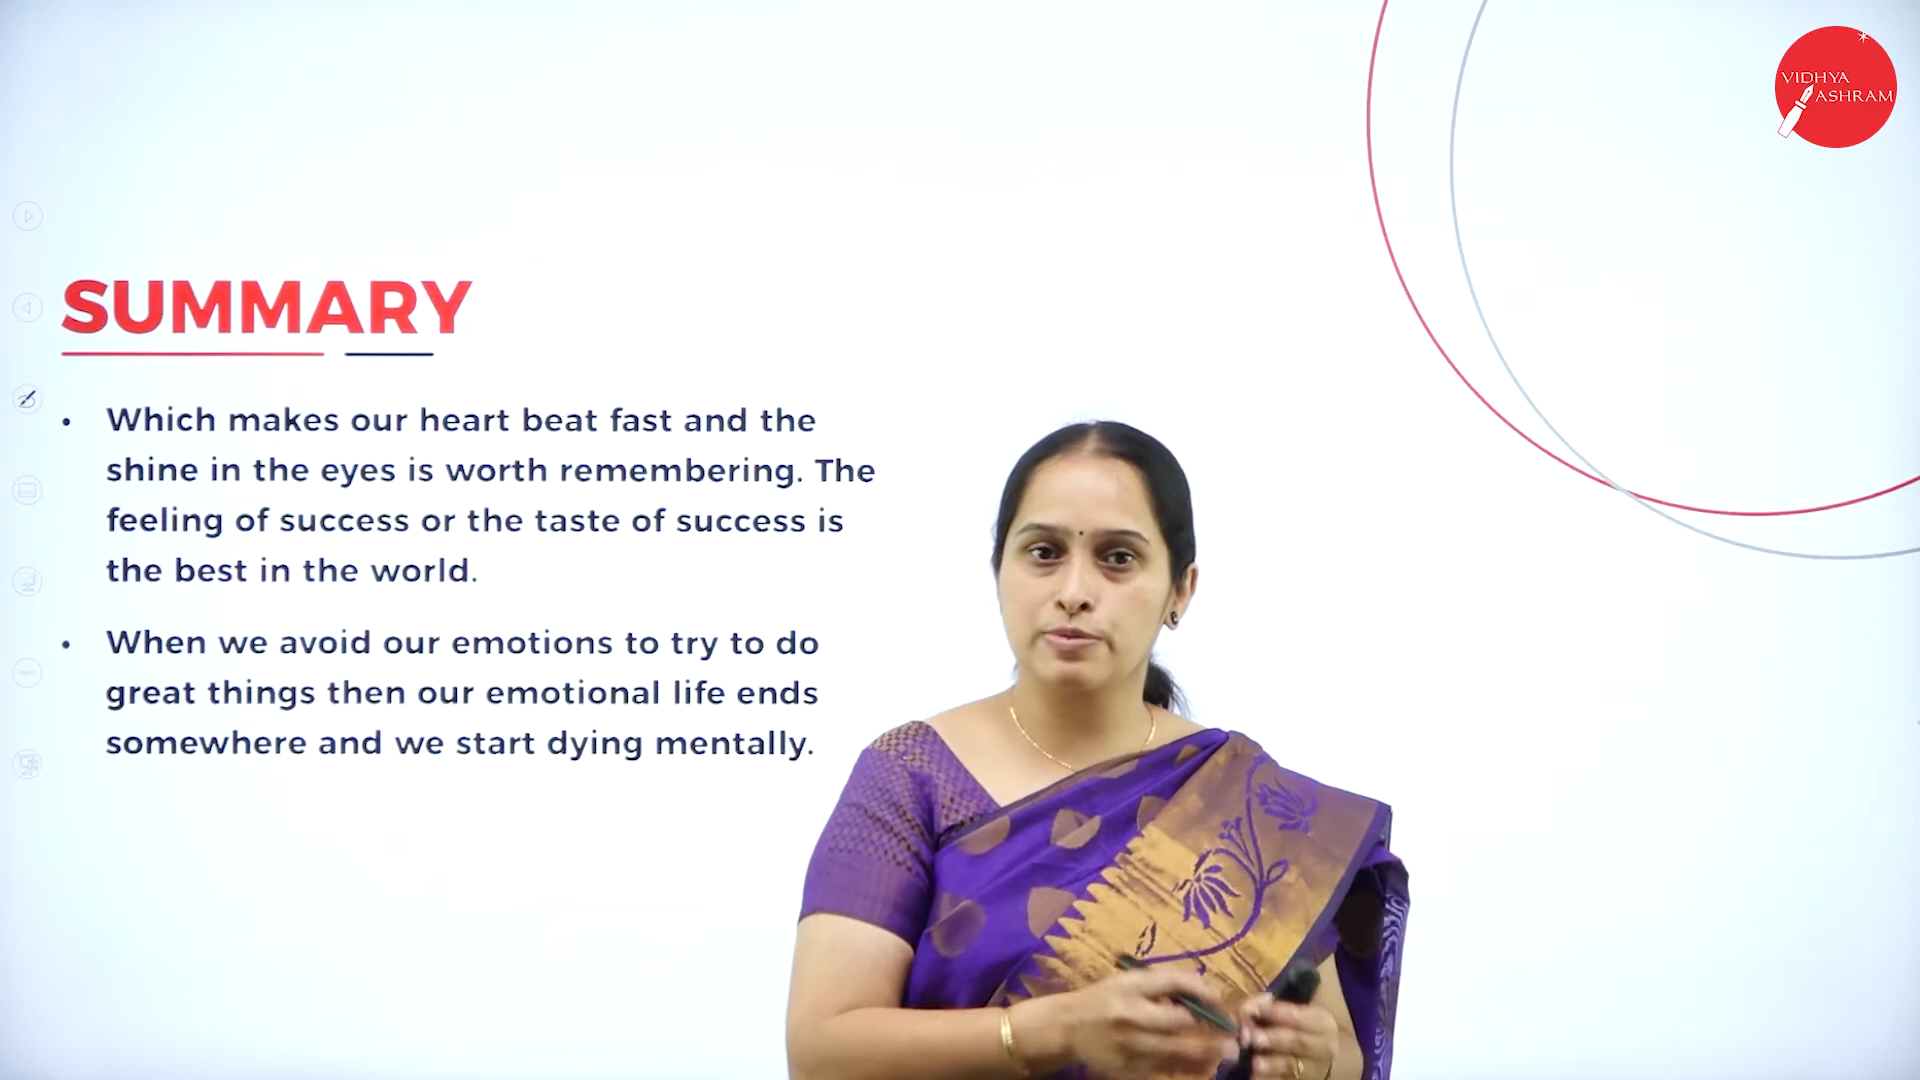 VIDHYA
ASHRAM
SUMMARY
• Which makes our heart beat fast and the
shine in the eyes is worth remembering. The
feeling of success or the taste of success is
the best in the world.
• When we avoid our emotions to try to do
great things then our emotional life ends
somewhere and we start dying mentally.